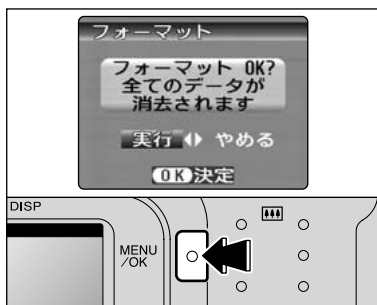 フォーマット
フォーマット OK?
全てのデータが
消去されます
実行 やめる
OK 決定
DISP
MENU
/OK